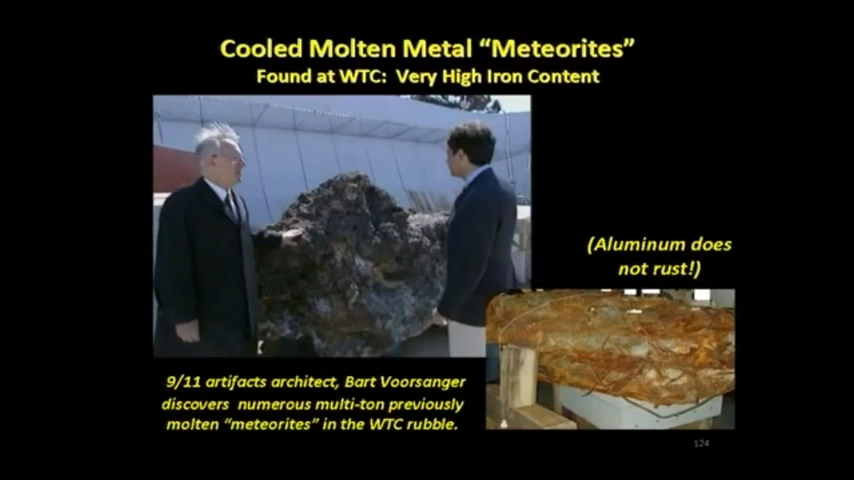 Cooled Molten Metal “Meteorites”
Found at WTC:  Very High Iron Content
(Aluminum does
not rust!)
9/11 artifacts architect, Bart Voorsanger
discovers  numerous multi-ton previously
molten “meteorites” in the WTC rubble.
124